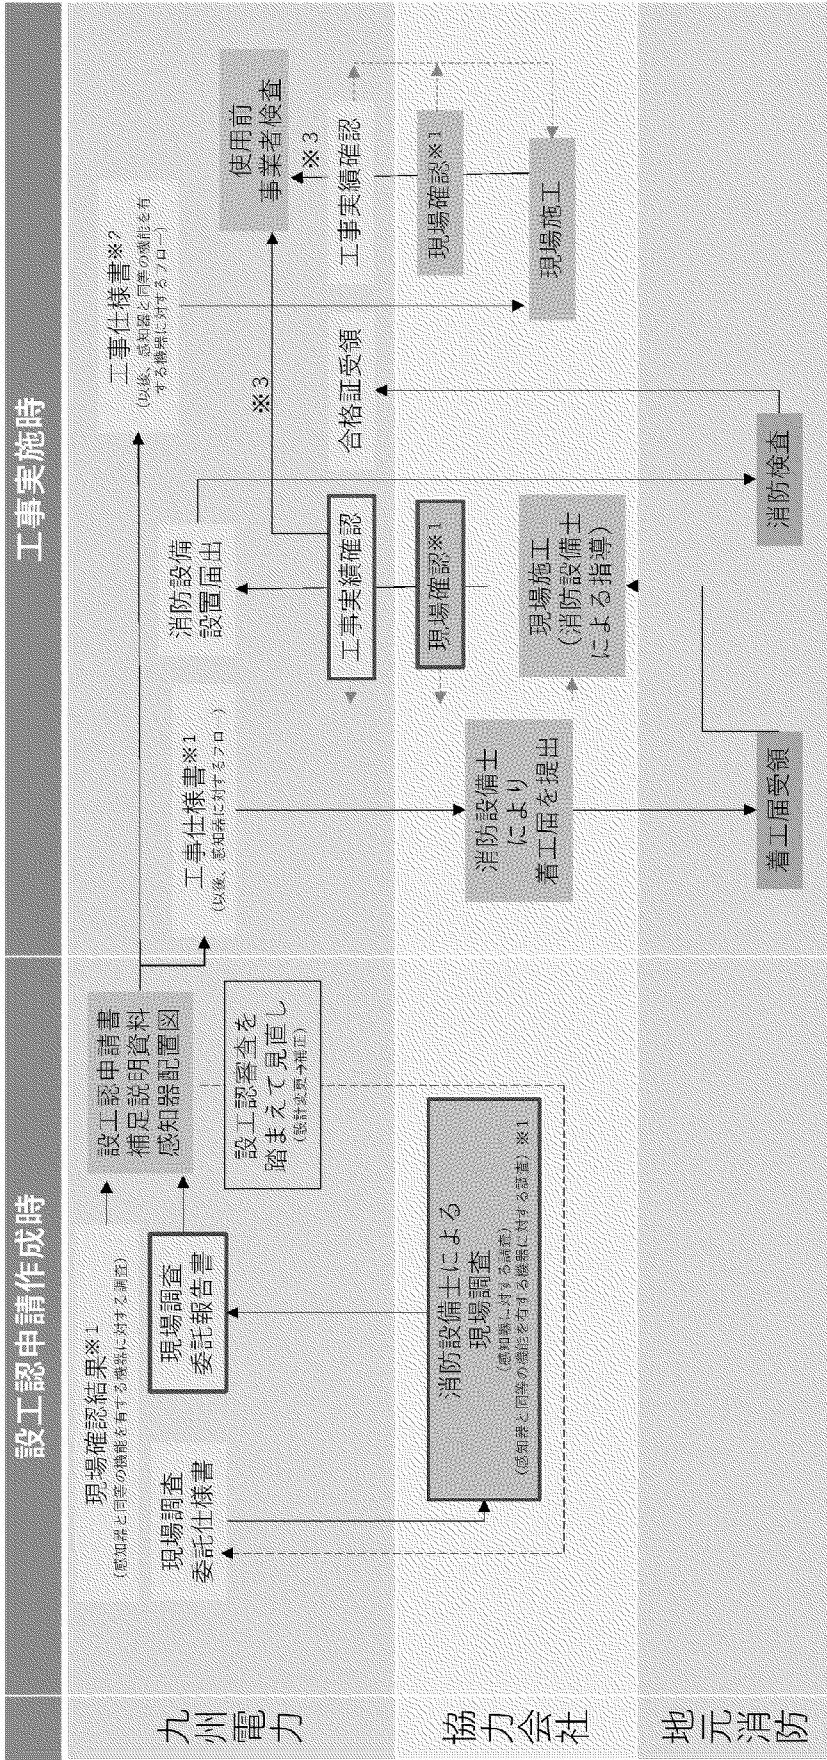 設工認申請作成時
工事実施時
九州電力
協力会社
地元消防
現場確認結果※1
(感知器と同等の機能を有する機器に対する調査)
現場調査
委託仕様書
現場調査
委託報告書
設工認申請書
補足説明資料
感知器配置図
設工認審査を
踏まえて見直し
(設計変更→補正)
消防設備士による
現場調査
(感知器に対する調査)
(感知器と同等の機能を有する機器に対する調査)※1
工事仕様書※1
(以後、感知器に対するフロー)
消防設備士
により
着工届を提出
着工届受領
現場施工
(消防設備士
による指導)
現場確認※1
工事実績確認
消防設備
設置届出
消防検査
合格証受領
※3
工事仕様書※2
(以後、感知器と同等の機能を有
する機器に対するフロー)
現場施工
現場確認※1
工事実績確認
※3
使用前
事業者検査